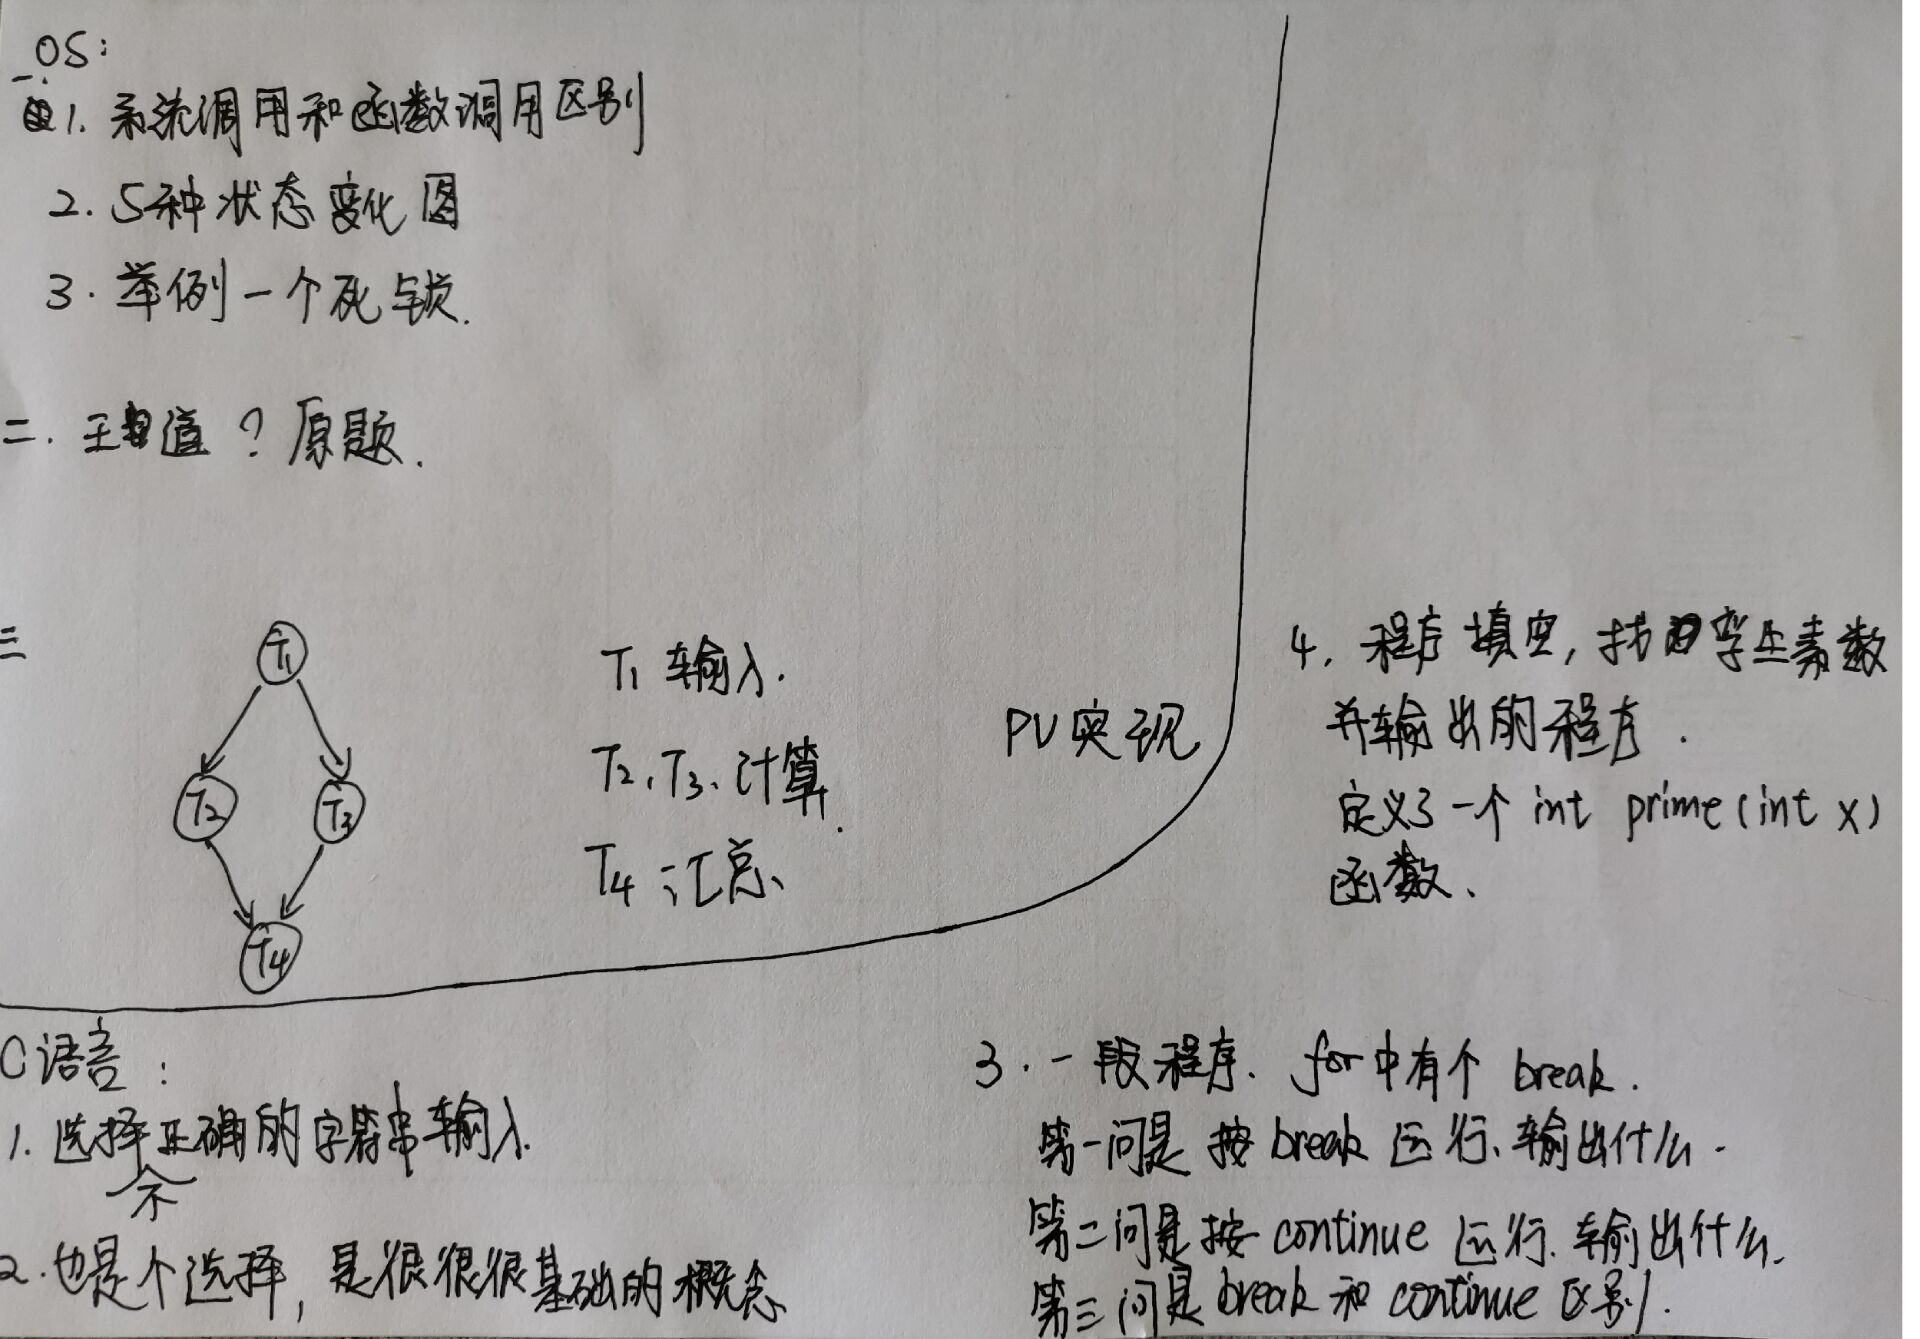 OS:
一.
1. 系统调用和函数调用区别
2. 5种状态变化图
3. 举例一个死锁.
二. 王道？原题.
三
T1
T2
T3
T4
T1 输入.
T2、T3、计算.
T4 汇总、
PV实现
C语言：
1. 选择正确的字符串输入.
不
2. 也是个选择, 是很很很基础的概念
3. 一段程序. for中有个 break.
第一问是 按 break 运行、输出什么.
第二问是按 continue 运行. 输出什么.
第三问是break 和 continue 区别.
4. 程序填空, 找出孪生素数
并输出的程序.
定义了一个 int prime(int x)
函数、